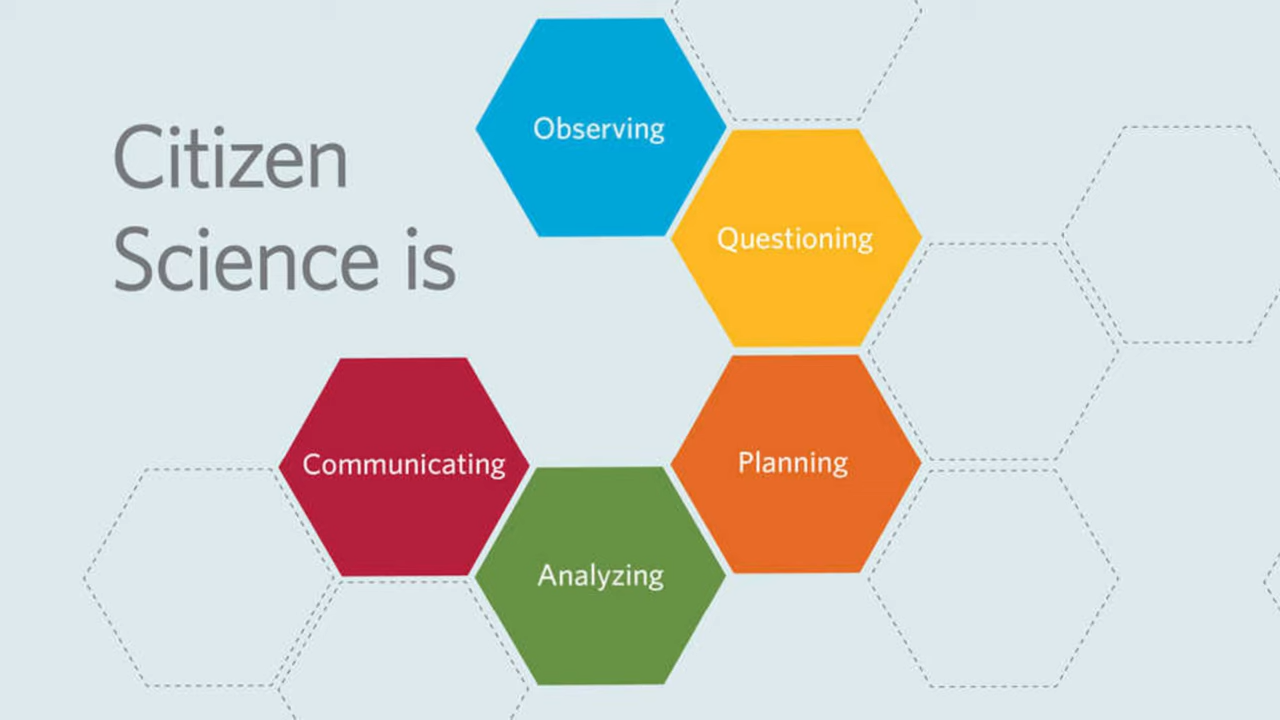 Citizen
Science is
Observing
Questioning
Planning
Analyzing
Communicating